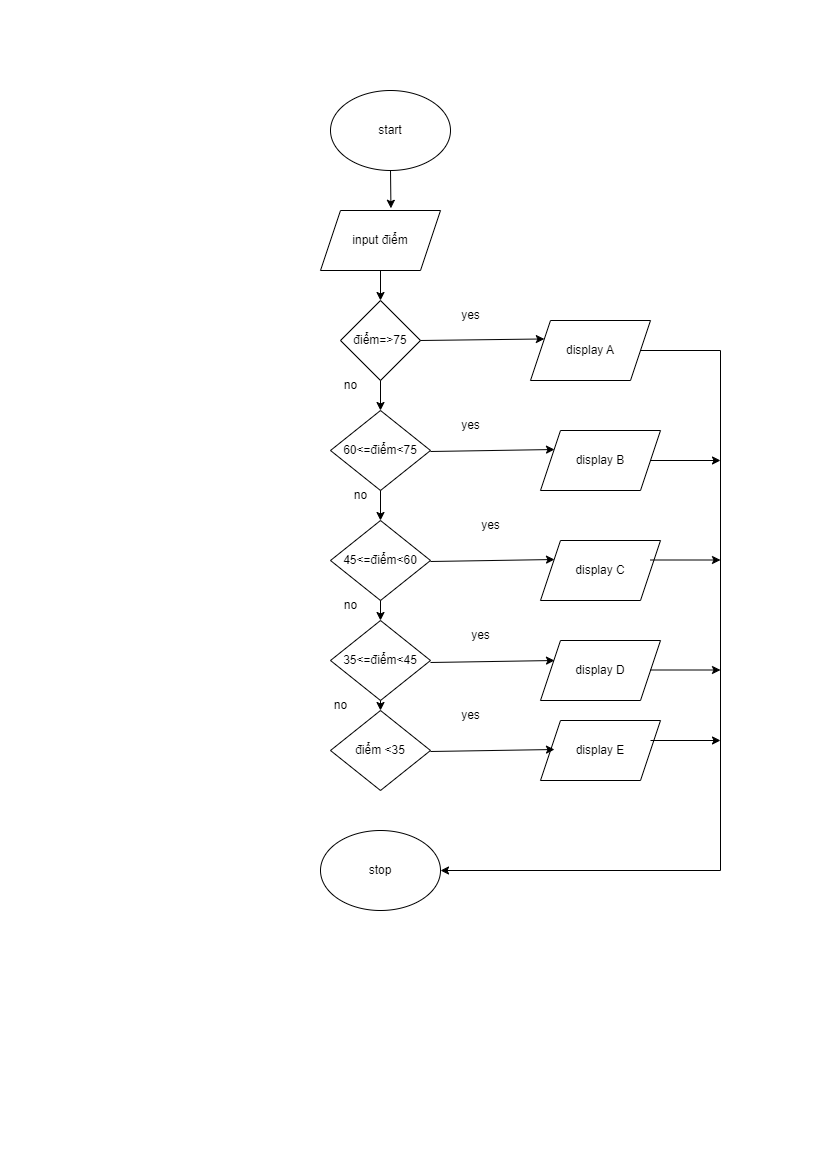 start
input điểm
điểm=>75
yes
display A
no
60<=điểm<75
yes
display B
no
45<=điểm<60
yes
display C
no
35<=điểm<45
yes
display D
no
điểm <35
yes
display E
stop